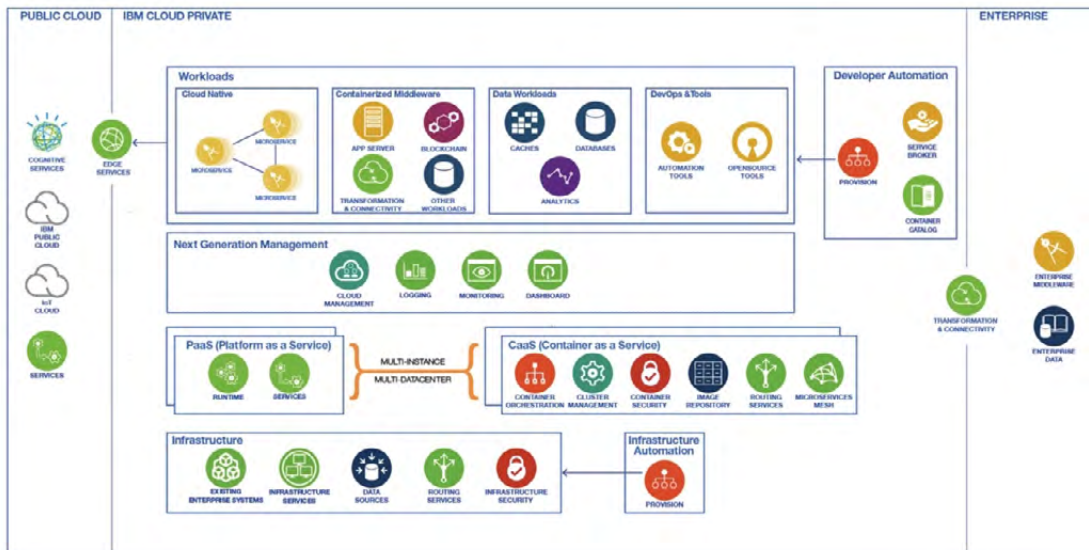 PUBLIC CLOUD
IBM CLOUD PRIVATE
ENTERPRISE
COGNITIVE
SERVICES
IBM
PUBLIC
CLOUD
IoT
CLOUD
SERVICES
EDGE
SERVICES
Workloads
Cloud Native
MICROSERVICE
MICROSERVICE
MICROSERVICE
Containerized Middleware
APP SERVER
BLOCKCHAIN
TRANSFORMATION
& CONNECTIVITY
OTHER
WORKLOADS
Data Workloads
CACHES
DATABASES
ANALYTICS
DevOps &Tools
AUTOMATION
TOOLS
OPENSOURCE
TOOLS
Developer Automation
PROVISION
SERVICE
BROKER
CONTAINER
CATALOG
Next Generation Management
CLOUD
MANAGEMENT
LOGGING
MONITORING
DASHBOARD
PaaS (Platform as a Service)
RUNTIME
SERVICES
MULTI-INSTANCE
MULTI-DATACENTER
CaaS (Container as a Service)
CONTAINER
ORCHESTRATION
CLUSTER
MANAGEMENT
CONTAINER
SECURITY
IMAGE
REPOSITORY
ROUTING
SERVICES
MICROSERVICES
MESH
Infrastructure
EXISTING
ENTERPRISE SYSTEMS
INFRASTRUCTURE
SERVICES
DATA
SOURCES
ROUTING
SERVICES
INFRASTRUCTURE
SECURITY
Infrastructure
Automation
PROVISION
TRANSFORMATION
& CONNECTIVITY
ENTERPRISE
MIDDLEWARE
ENTERPRISE
DATA